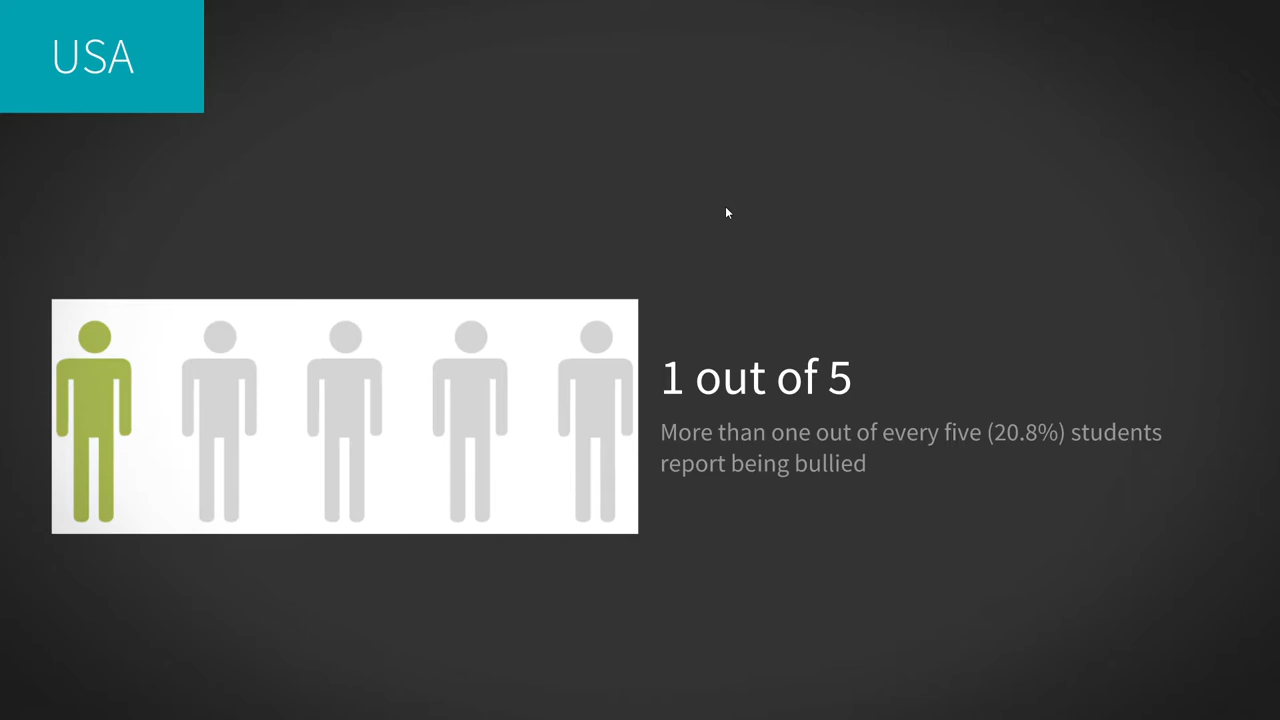 USA
1 out of 5
More than one out of every five (20.8%) students
report being bullied